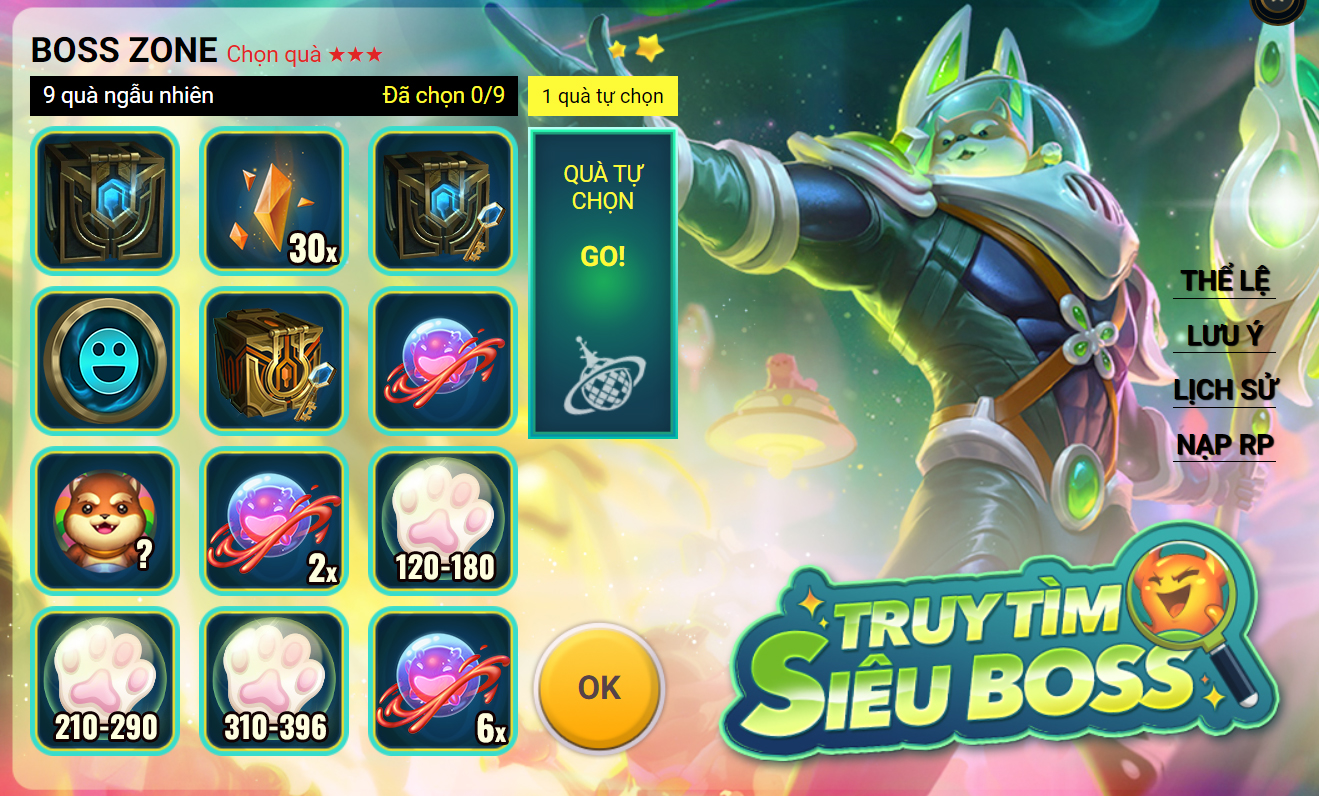 BOSS ZONE Chọn quà ★★★
9 quà ngẫu nhiên Đã chọn 0/9
1 quà tự chọn
QUÀ TỰ
CHỌN
GO!
30x
?
2x
120-180
210-290
310-396
6x
OK
THỂ LỆ
LƯU Ý
LỊCH SỬ
NẠP RP
TRUY TÌM
SIÊU BOSS